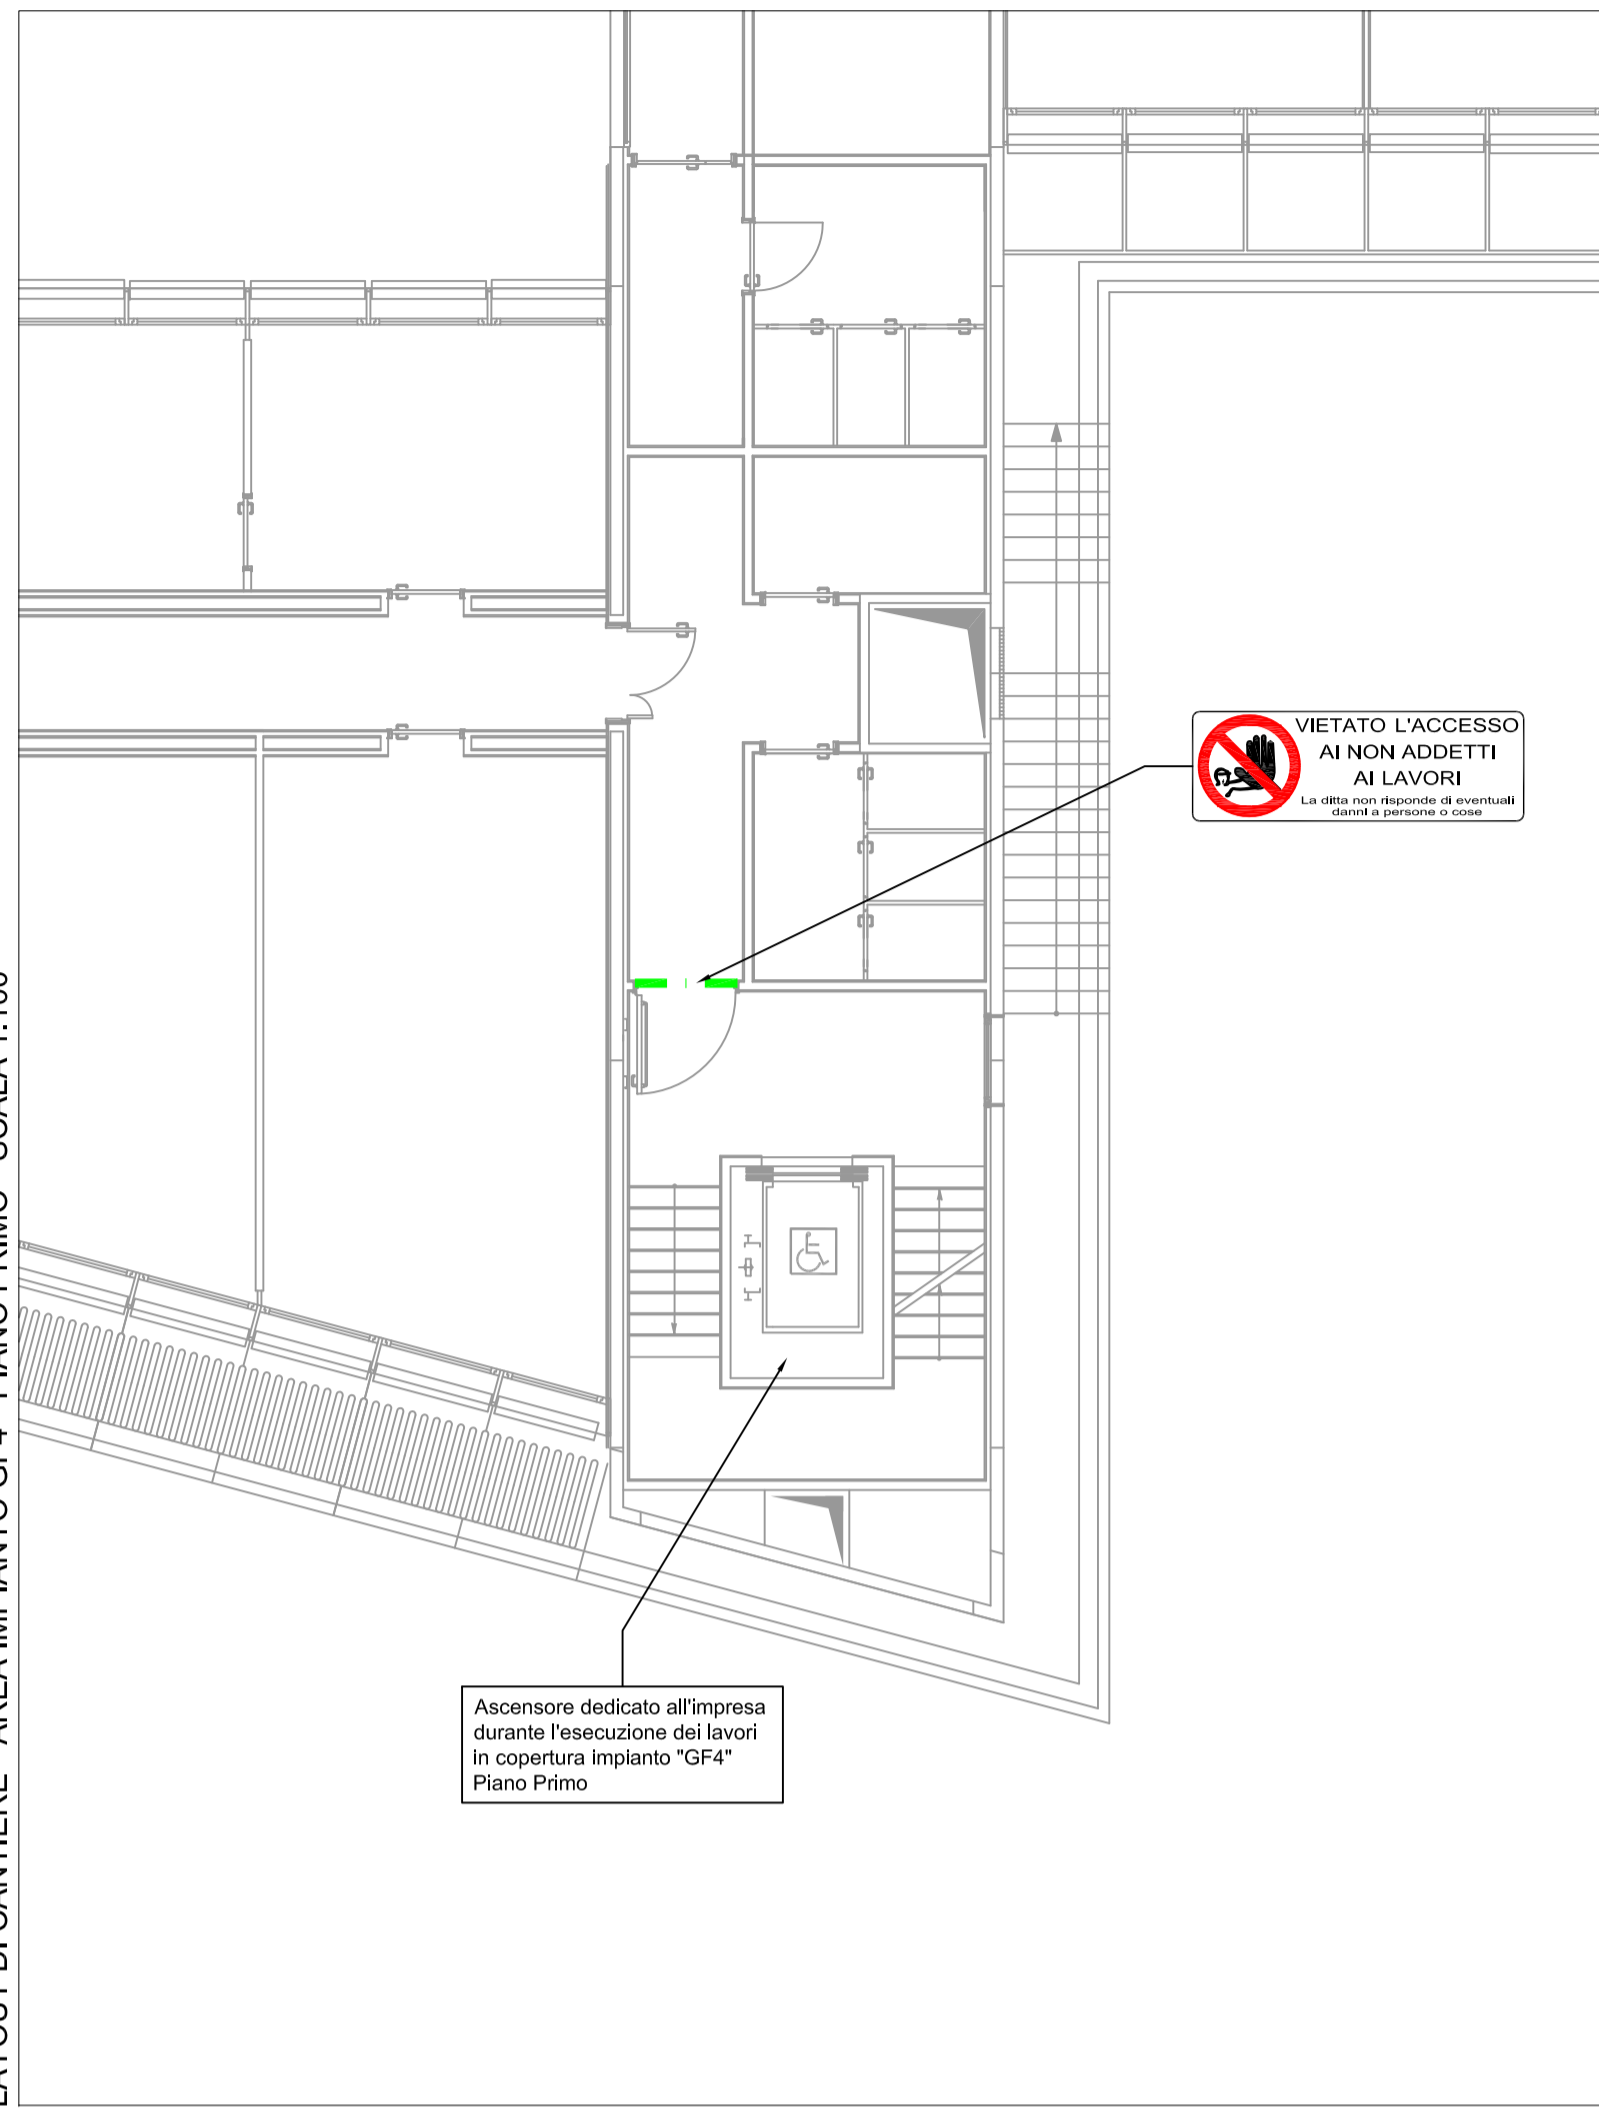 VIETATO L'ACCESSO
AI NON ADDETTI
AI LAVORI
La ditta non risponde di eventuali
danni a persone o cose
Ascensore dedicato all'impresa
durante l'esecuzione dei lavori
in copertura impianto "GF4"
Piano Primo